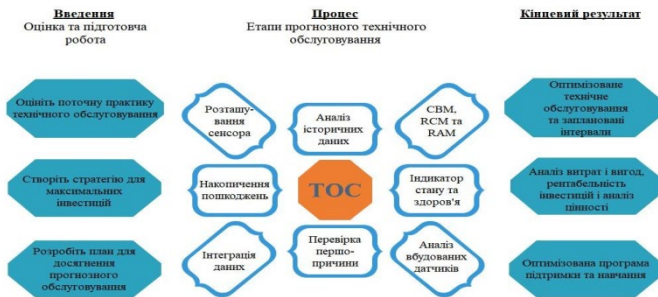 Введення
Оцінка та підготовча
робота
Процес
Етапи прогнозного технічного
обслуговування
Кінцевий результат
Оцініть поточну практику
технічного обслуговування
Створіть стратегію для
максимальних
інвестицій
Розробіть план для
досягнення
прогнозного
обслуговування
Розташу-
вання
сенсора
Аналіз
історичних
даних
CBM,
RCM та
RAM
Накопичення
пошкоджень
ТОС
Індикатор
стану та
здоров'я
Інтеграція
даних
Перевірка
першо-
причини
Аналіз
вбудованих
датчиків
Оптимізоване
технічне
обслуговування
та заплановані
інтервали
Аналіз витрат і вигод,
рентабельність
інвестицій і аналіз
цінності
Оптимізована програма
підтримки та навчання